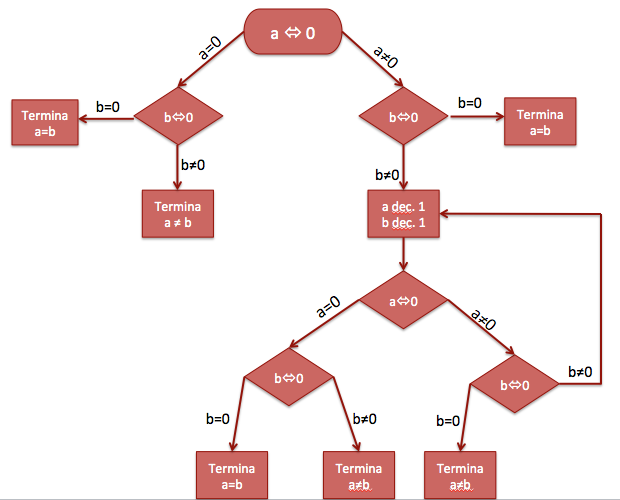 a ⇔ 0
a=0
a≠0
b=0
b⇔0
b⇔0
b=0
Termina
a=b
Termina
a=b
b≠0
b≠0
Termina
a ≠ b
a dec. 1
b dec. 1
a⇔0
a=0
a≠0
b⇔0
b⇔0
b≠0
b=0
b≠0
b=0
Termina
a=b
Termina
a≠b
Termina
a≠b